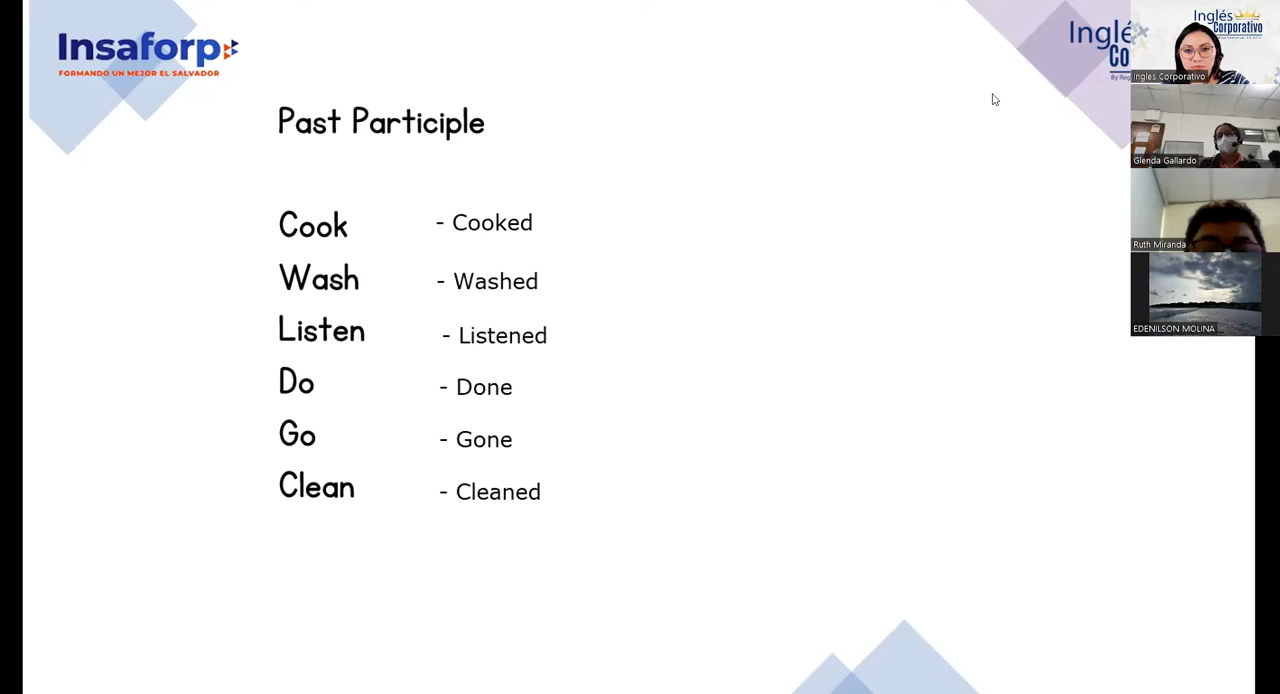 Insaforp
FORMANDO UN MEJOR EL SALVADOR
Inglés
Corporativo
Ingles Corporativo
Glenda Gallardo
Ruth Miranda
EDENILSON MOLINA
Past Participle
Cook - Cooked
Wash - Washed
Listen - Listened
Do - Done
Go - Gone
Clean - Cleaned